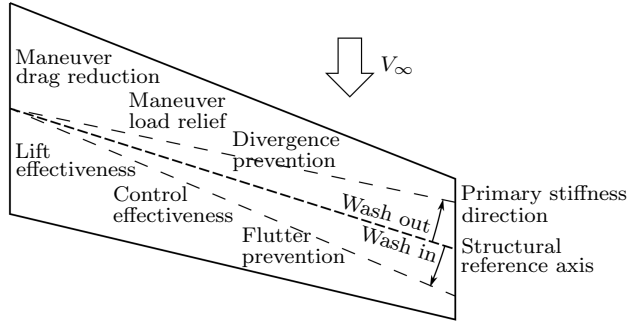 Maneuver
drag reduction
V∞
Maneuver
load relief
Divergence
prevention
Lift
effectiveness
Control
effectiveness
Flutter
prevention
Wash out
Wash in
Primary stiffness
direction
Structural
reference axis